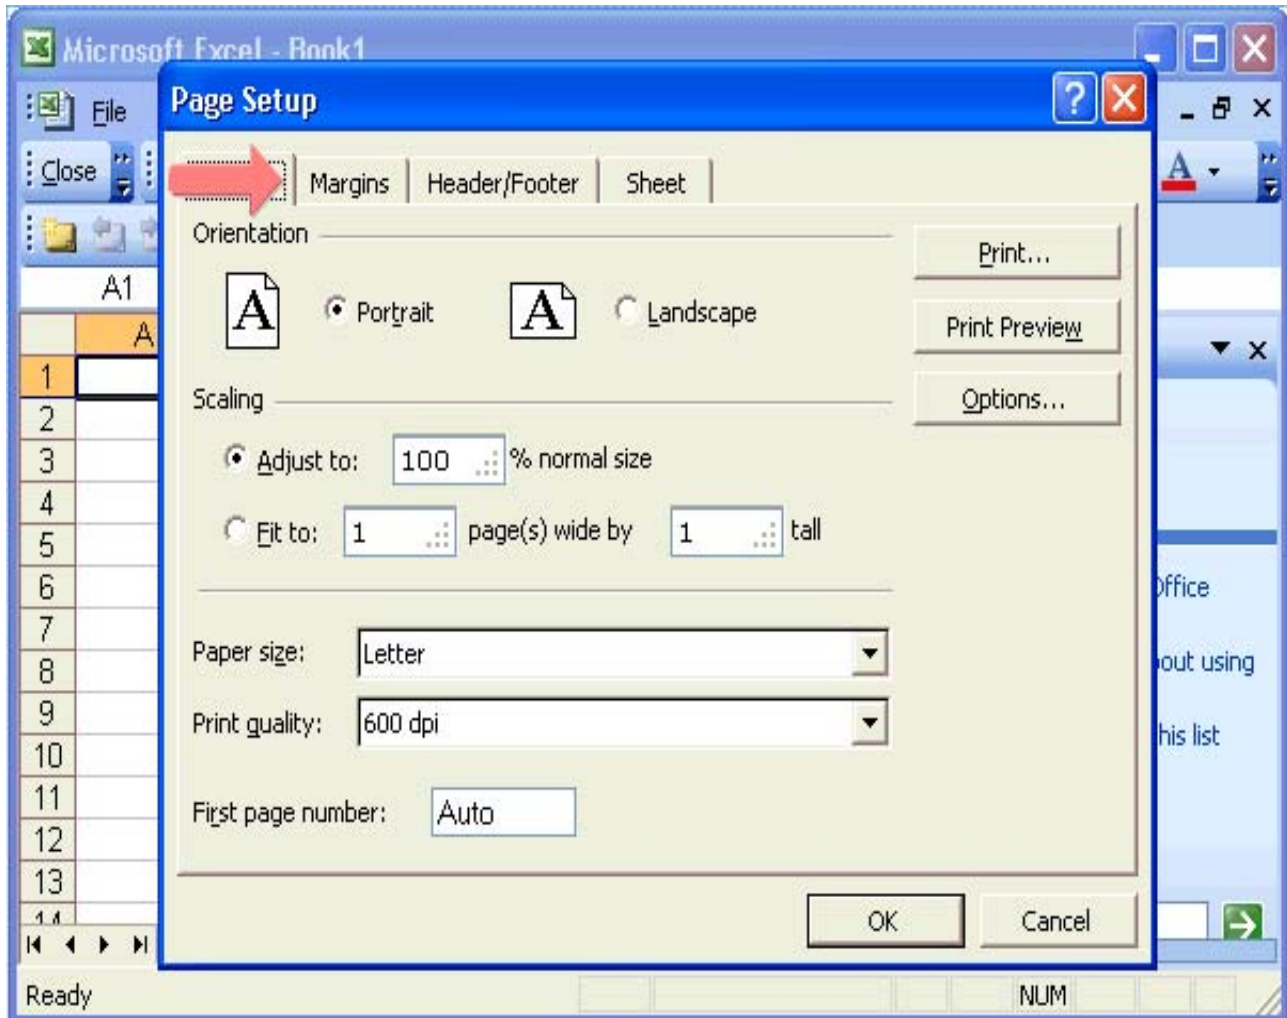 Microsoft Excel - Book1
Page Setup
File
Close
Margins
Header/Footer
Sheet
A
Orientation
Print...
A1
A
Portrait
A
Landscape
Print Preview
A
Options...
Scaling
Adjust to: 100 % normal size
Fit to: 1 page(s) wide by 1 tall
Paper size: Letter
Print quality: 600 dpi
First page number: Auto
OK
Cancel
1
2
3
4
5
6
7
8
9
10
11
12
13
14
Office
out using
his list
Ready
NUM